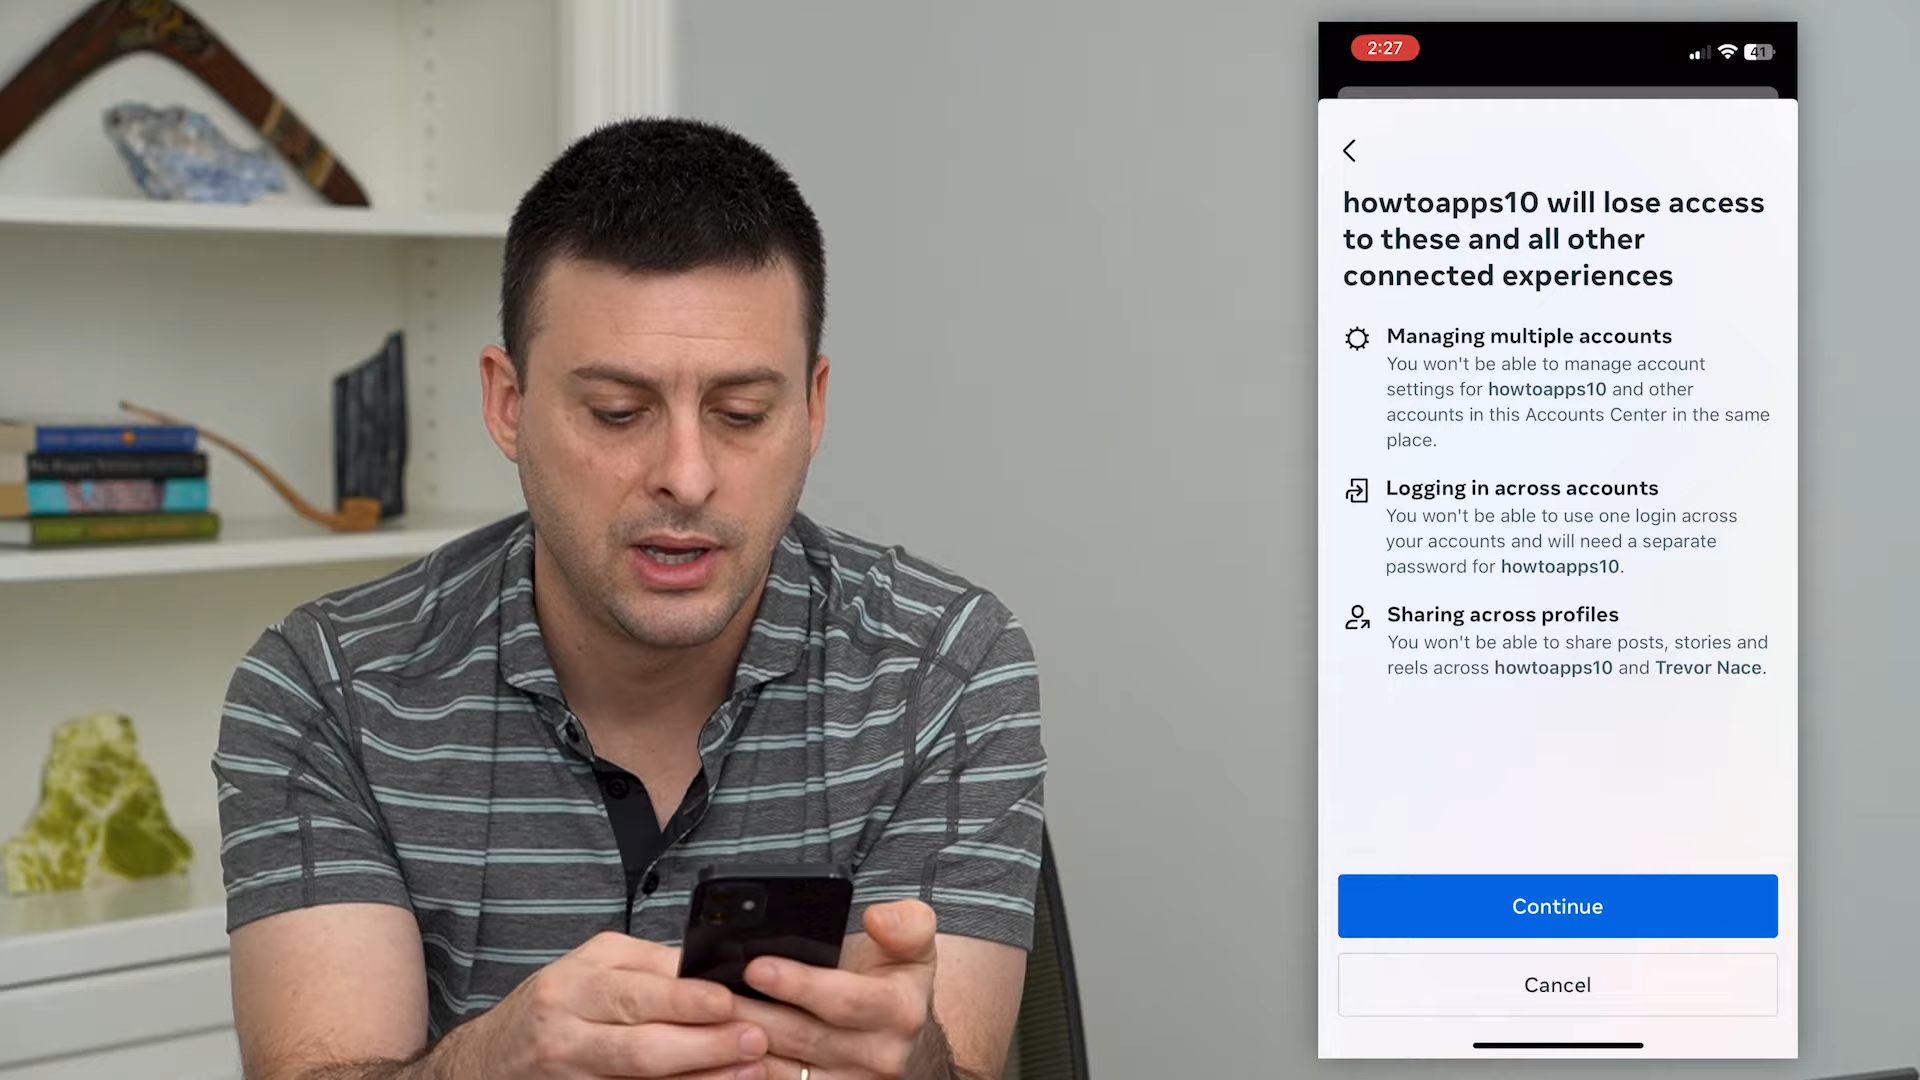 2:27
41
howtoapps10 will lose access
to these and all other
connected experiences
Managing multiple accounts
You won't be able to manage account
settings for howtoapps10 and other
accounts in this Accounts Center in the same
place.
Logging in across accounts
You won't be able to use one login across
your accounts and will need a separate
password for howtoapps10.
Sharing across profiles
You won't be able to share posts, stories and
reels across howtoapps10 and Trevor Nace.
Continue
Cancel